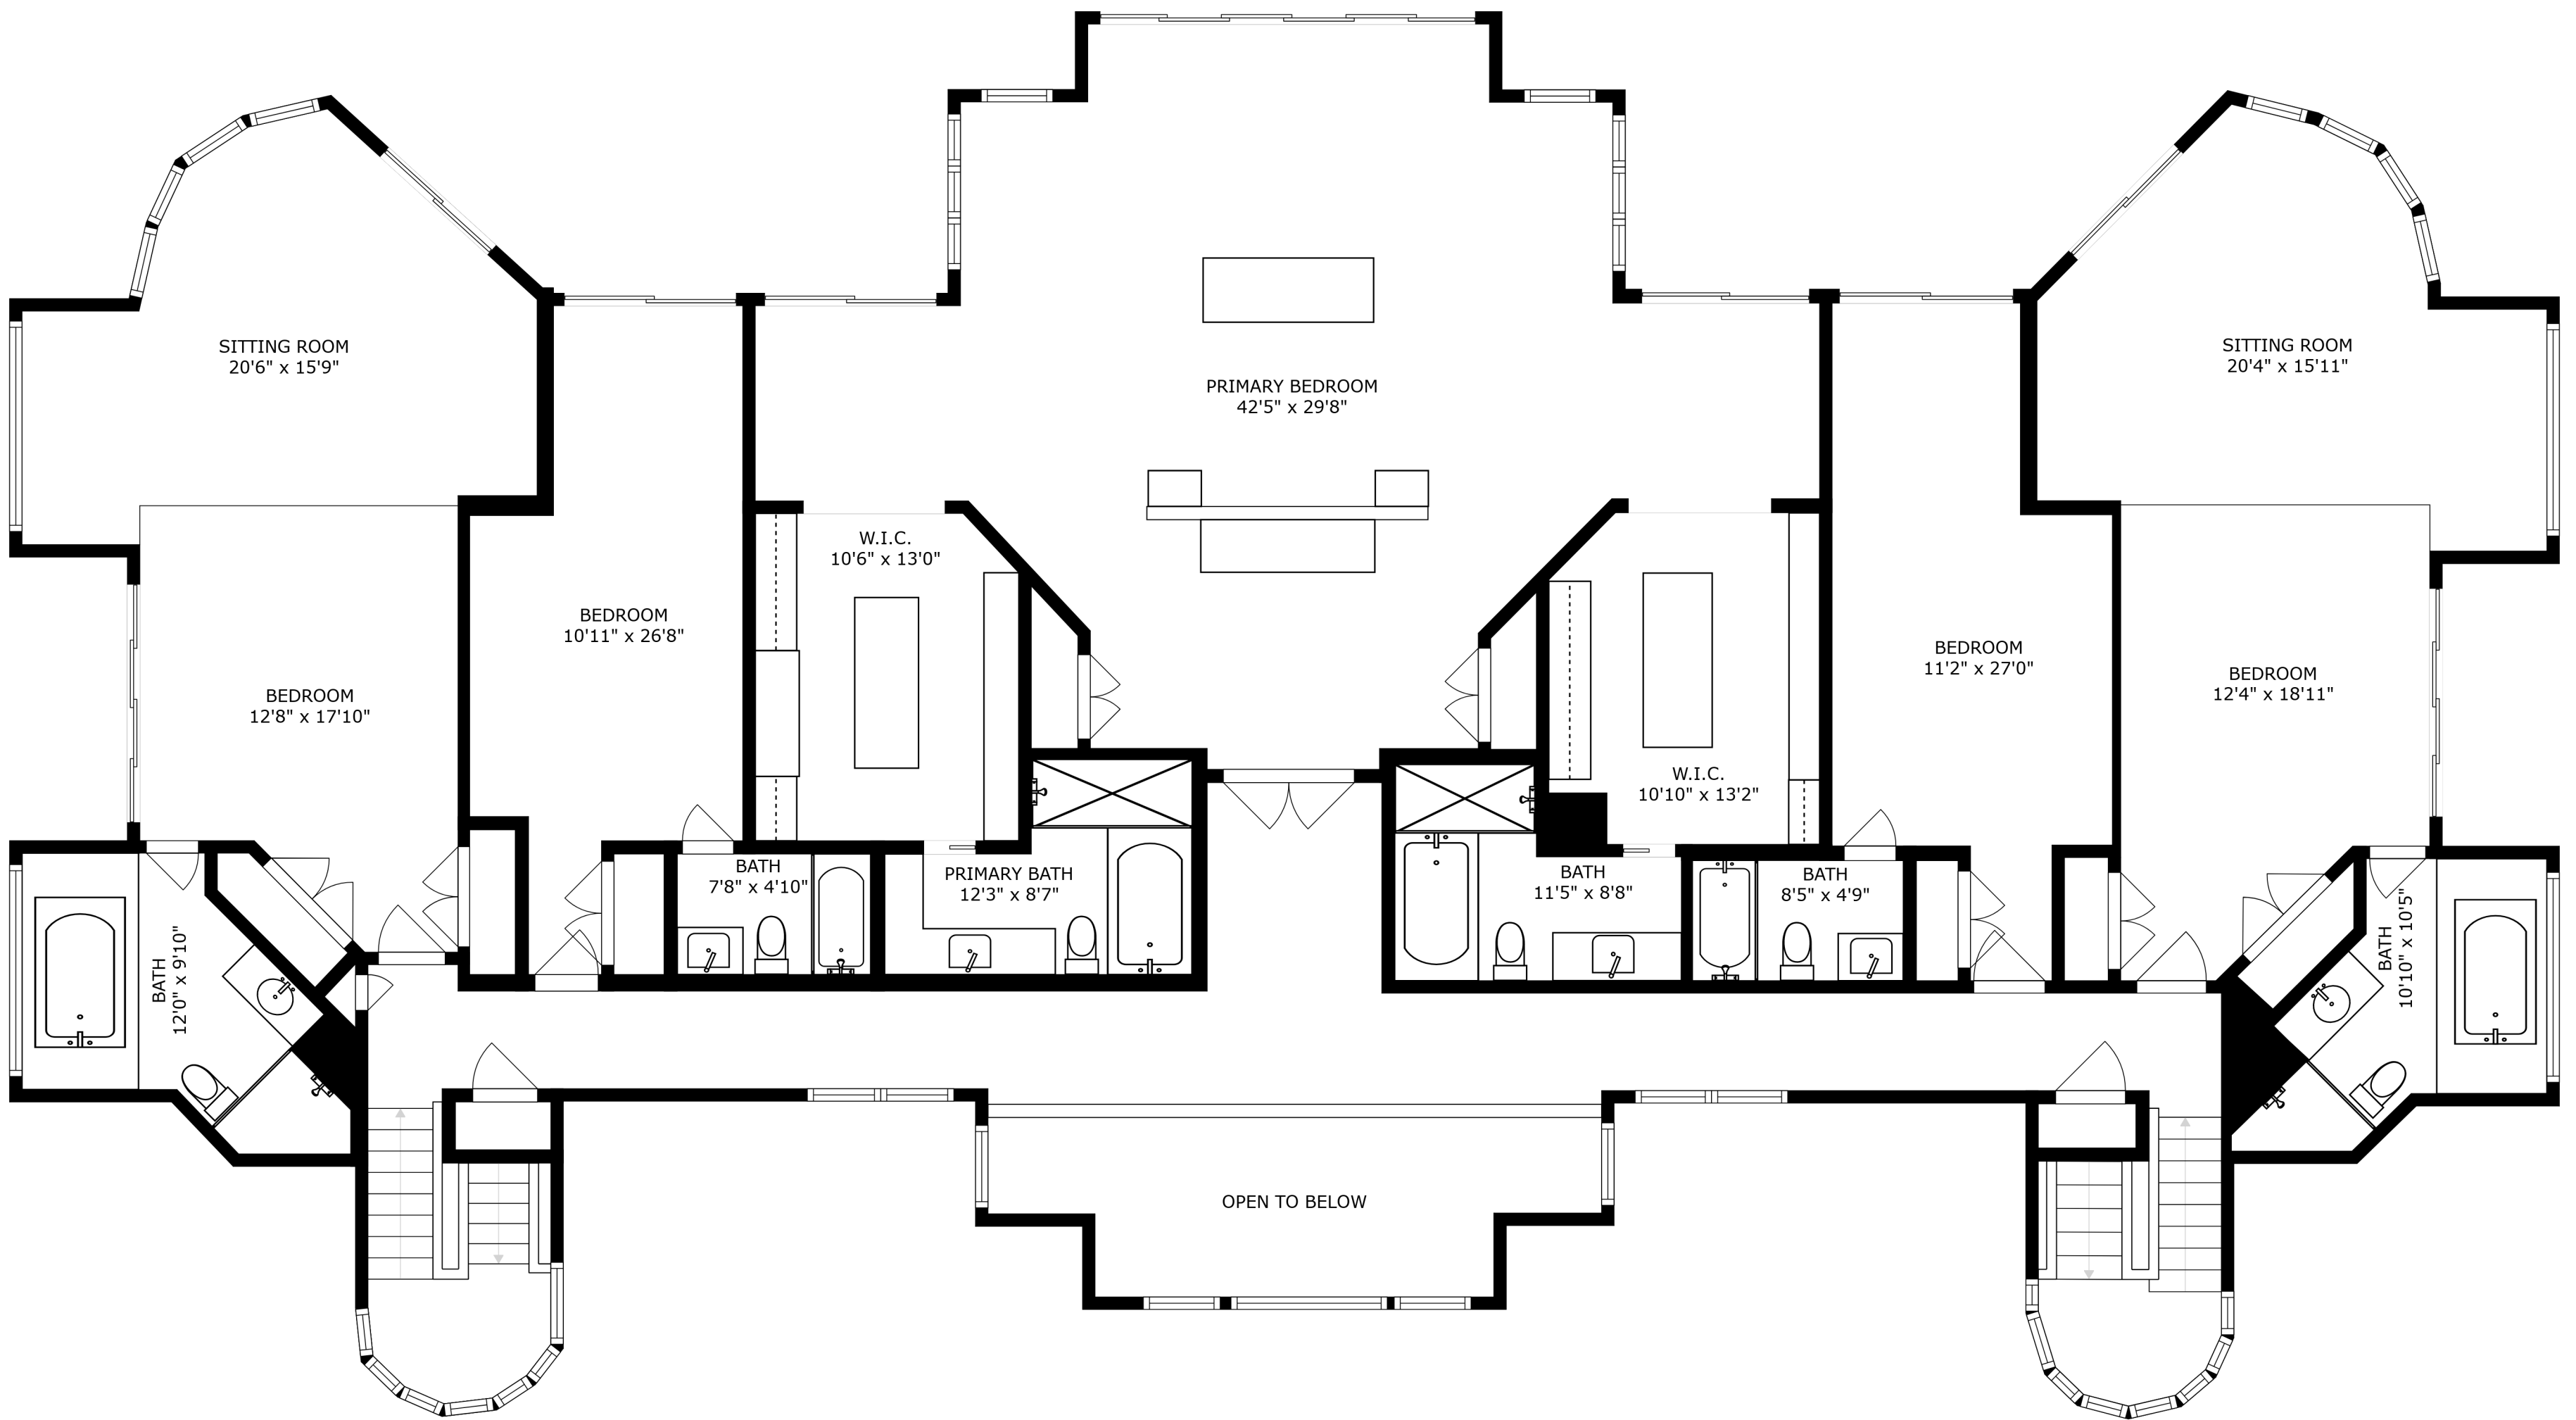 SITTING ROOM
20'6" x 15'9"
SITTING ROOM
20'4" x 15'11"
PRIMARY BEDROOM
42'5" x 29'8"
W.I.C.
10'6" x 13'0"
BEDROOM
10'11" x 26'8"
BEDROOM
11'2" x 27'0"
BEDROOM
12'8" x 17'10"
BEDROOM
12'4" x 18'11"
W.I.C.
10'10" x 13'2"
BATH
7'8" x 4'10"
PRIMARY BATH
12'3" x 8'7"
BATH
11'5" x 8'8"
BATH
8'5" x 4'9"
BATH
12'0" x 9'10"
BATH
10'10" x 10'5"
OPEN TO BELOW